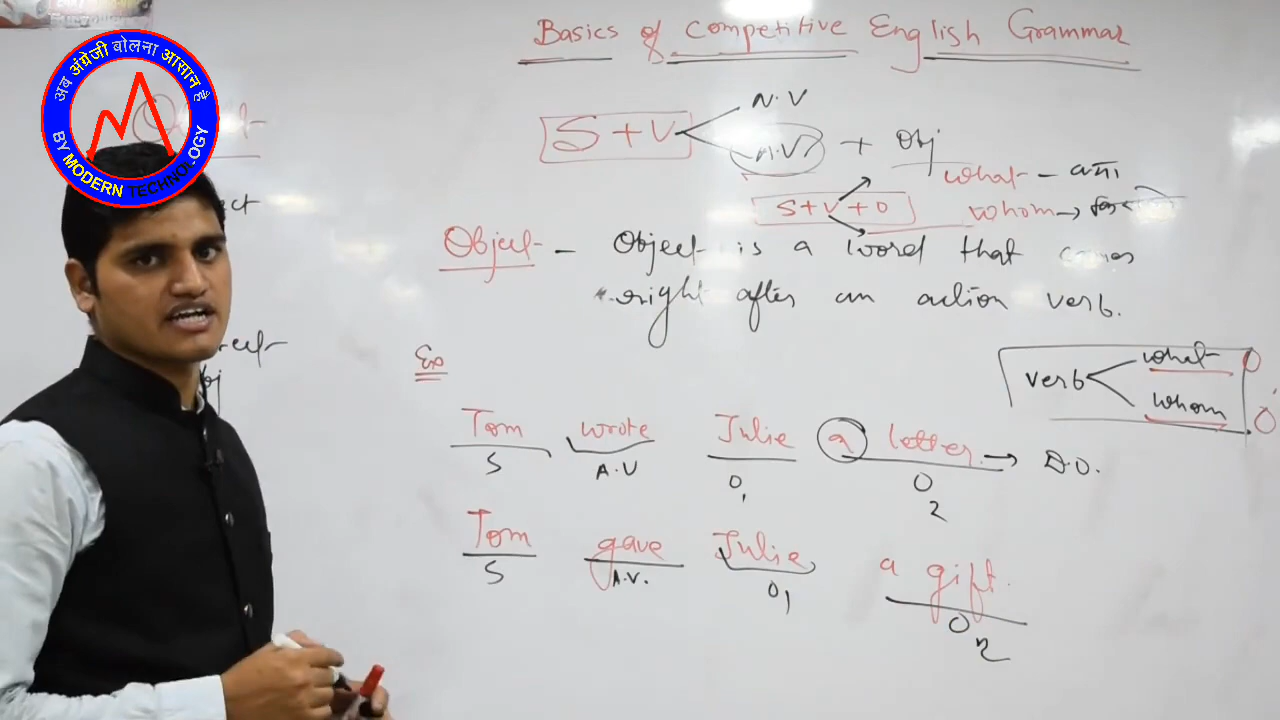 अब अंग्रेजी बोलना आसान है
BY MODERN TECHNOLOGY
Basics of Competitive English Grammar
S + V
N.V
A.V + Obj
what -
S + V + O
whom →
Object - Object is a word that comes
right after an action verb.
Ex
verb what O
whom O
Tom wrote Julie a letter. → D.O.
S A.V O1 O2
Tom gave Julie a gift.
S A.V. O1 O2